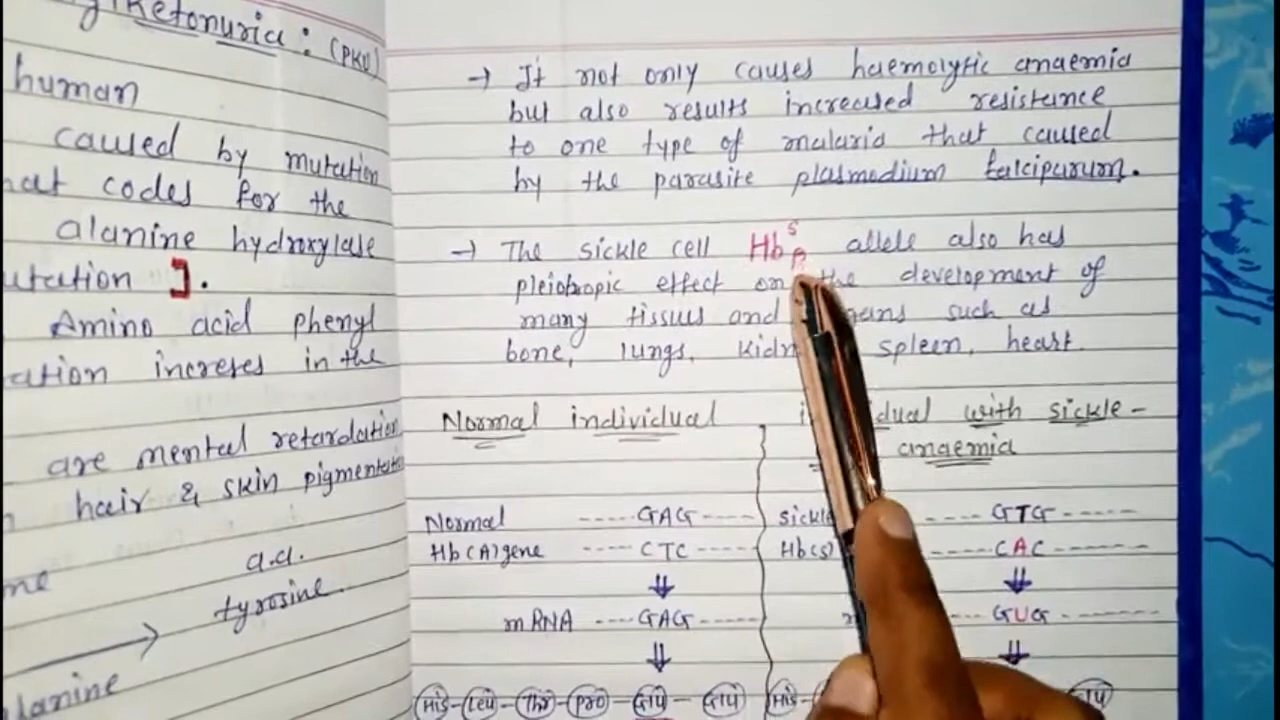 Ketonuria : (PKU)
human
caused by mutation
codes for the
alanine hydroxylase
].
Amino acid phenyl
increses in the
are mental retardation
hair & skin pigmentation
a.a.
tyrosine
→ It not only causes haemolytic anaemia
but also results increased resistance
to one type of malaria that caused
by the parasite plasmodium falciparum.
→ The sickle cell Hb S β allele also has
pleiotropic effect on the development of
many tissues and such as
bone, lungs, spleen, heart.
Normal individual
with sickle-
anaemia
Normal ----- GAG -----
Hb(A)gene ----- CTC -----
mRNA ---- GAG -----
His - Leu - Thr - Pro - Glu - Glu
----- GTG -----
Hb(s) ----- CAC -----
---- GUG -----
His